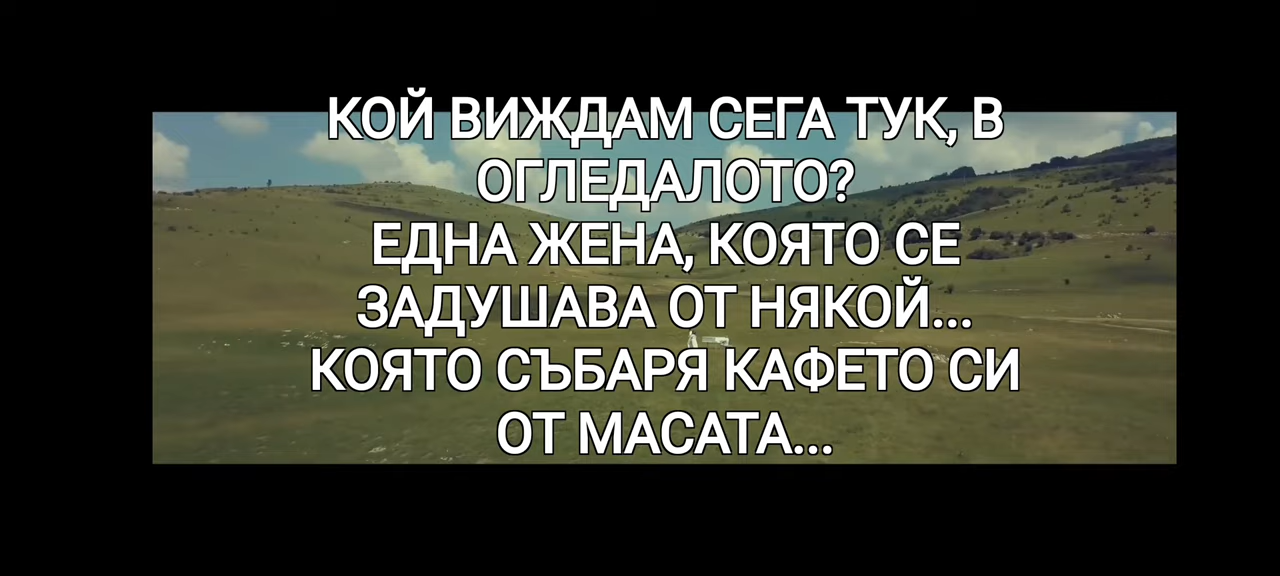 КОЙ ВИЖДАМ СЕГА ТУК, В
ОГЛЕДАЛОТО?
ЕДНА ЖЕНА, КОЯТО СЕ
ЗАДУШАВА ОТ НЯКОЙ...
КОЯТО СЪБАРЯ КАФЕТО СИ
ОТ МАСАТА...